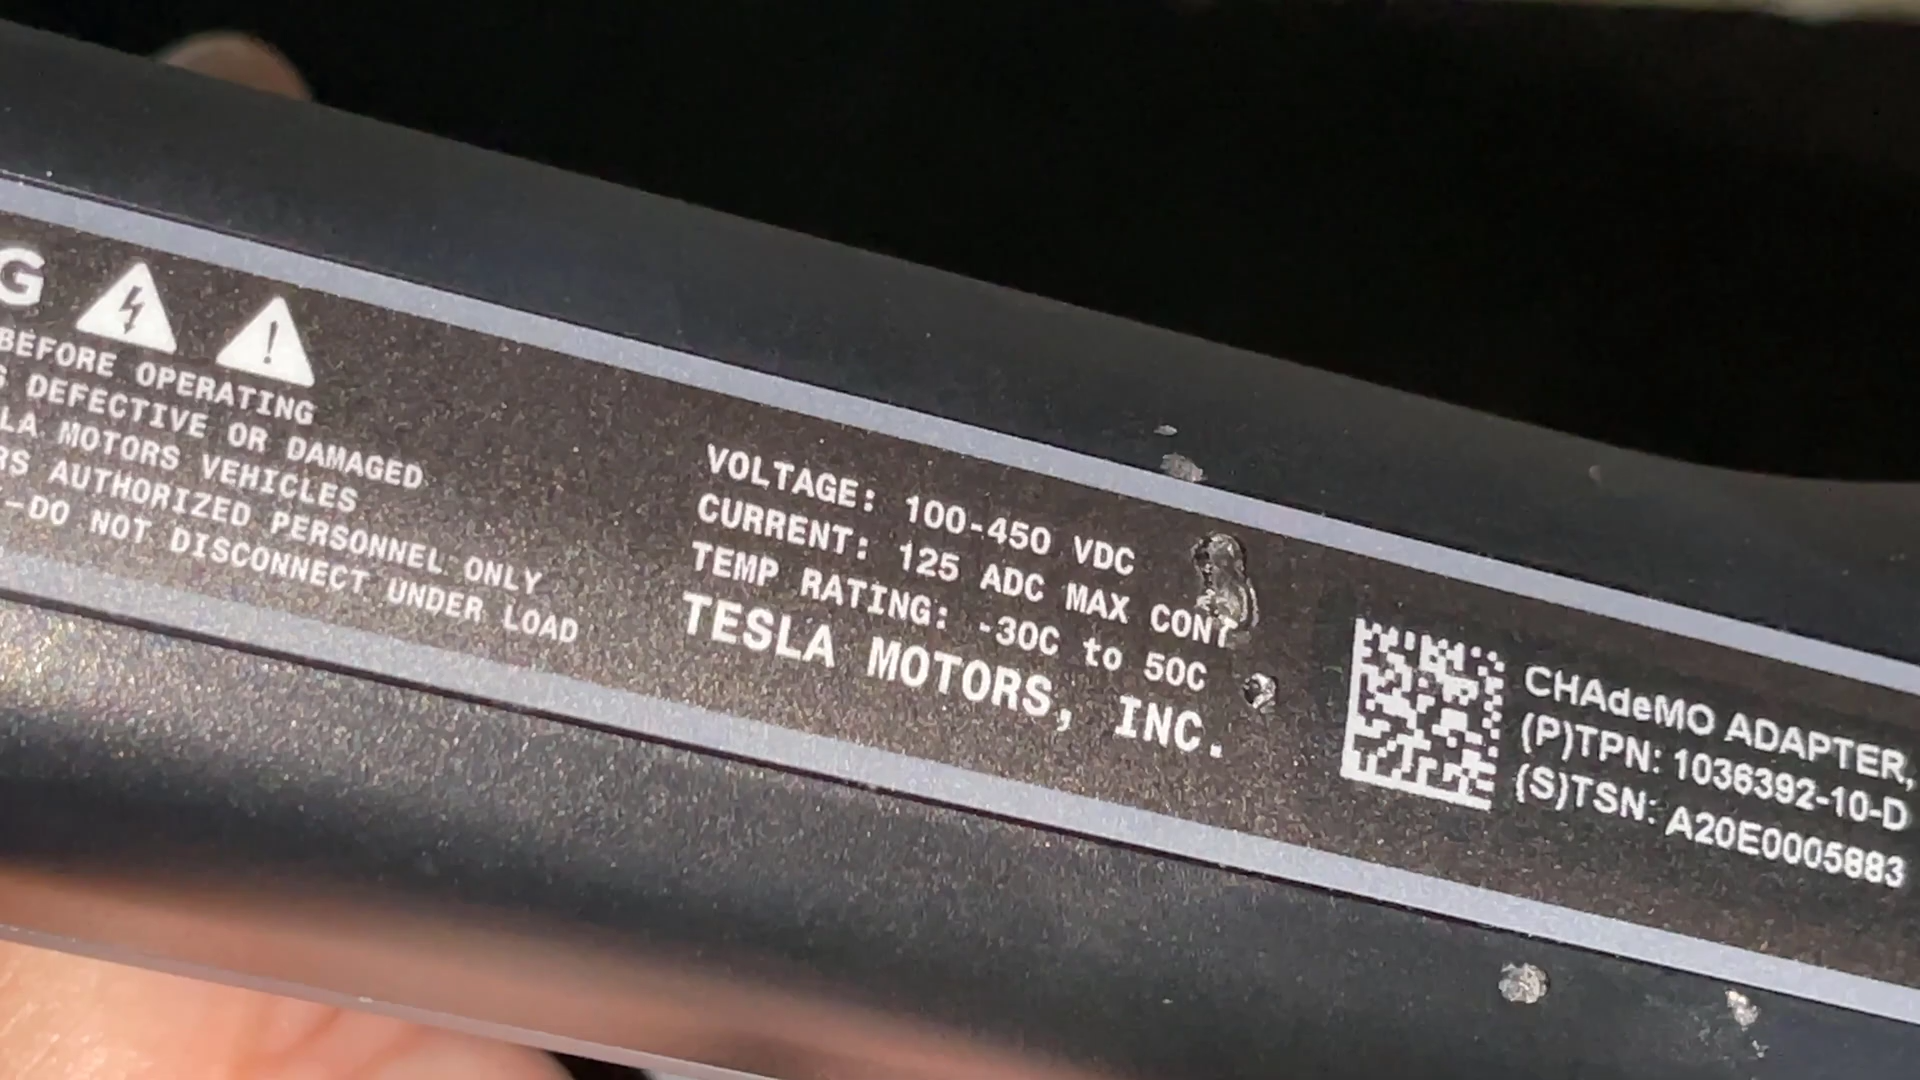 G
BEFORE OPERATING
DEFECTIVE OR DAMAGED
LA MOTORS VEHICLES
RS AUTHORIZED PERSONNEL ONLY
-DO NOT DISCONNECT UNDER LOAD
VOLTAGE: 100-450 VDC
CURRENT: 125 ADC MAX CONT
TEMP RATING: -30C to 50C
TESLA MOTORS, INC.
CHAdeMO ADAPTER,
(P)TPN: 1036392-10-D
(S)TSN: A20E0005883